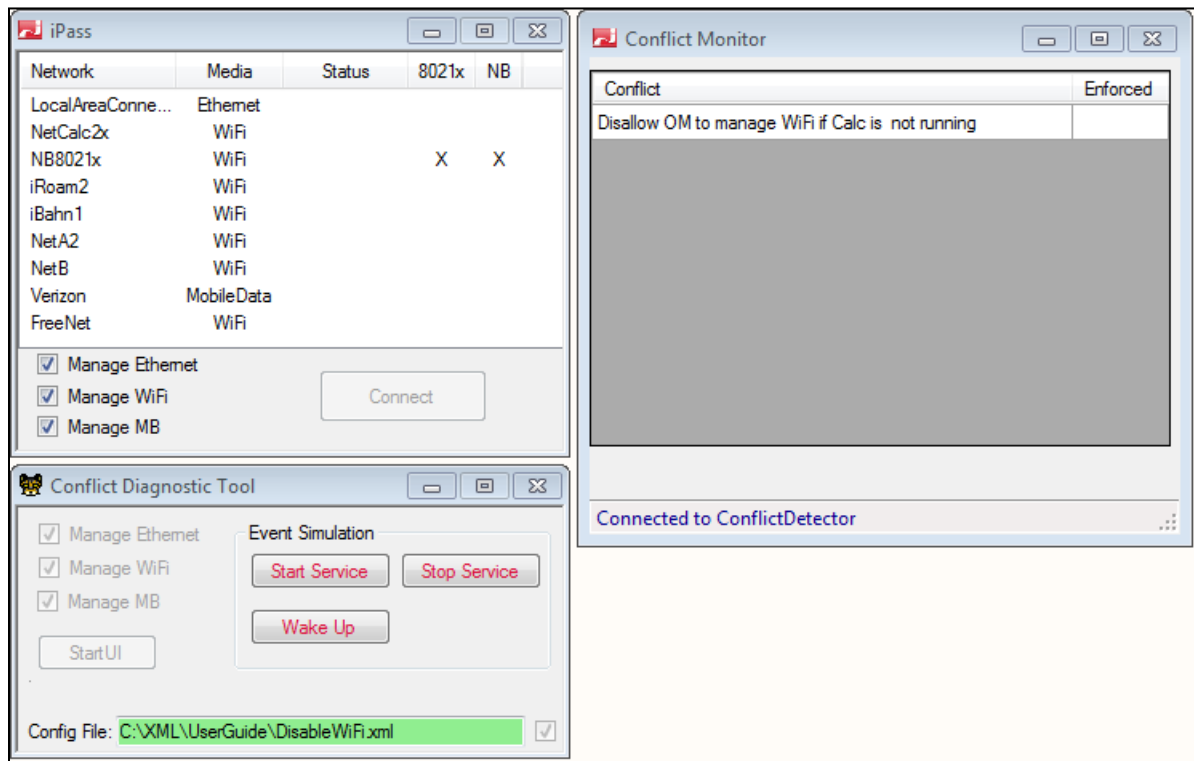 iPass
Network Media Status 8021x NB
LocalAreaConne... Ethernet
NetCalc2x WiFi
NB8021x WiFi X X
iRoam2 WiFi
iBahn1 WiFi
NetA2 WiFi
NetB WiFi
Verizon MobileData
FreeNet WiFi
Manage Ethernet
Manage WiFi
Manage MB
Connect
Conflict Monitor
Conflict Enforced
Disallow OM to manage WiFi if Calc is not running
Connected to ConflictDetector
Conflict Diagnostic Tool
Manage Ethernet
Manage WiFi
Manage MB
StartUI
Event Simulation
Start Service Stop Service
Wake Up
Config File: C:\XML\UserGuide\DisableWiFi.xml